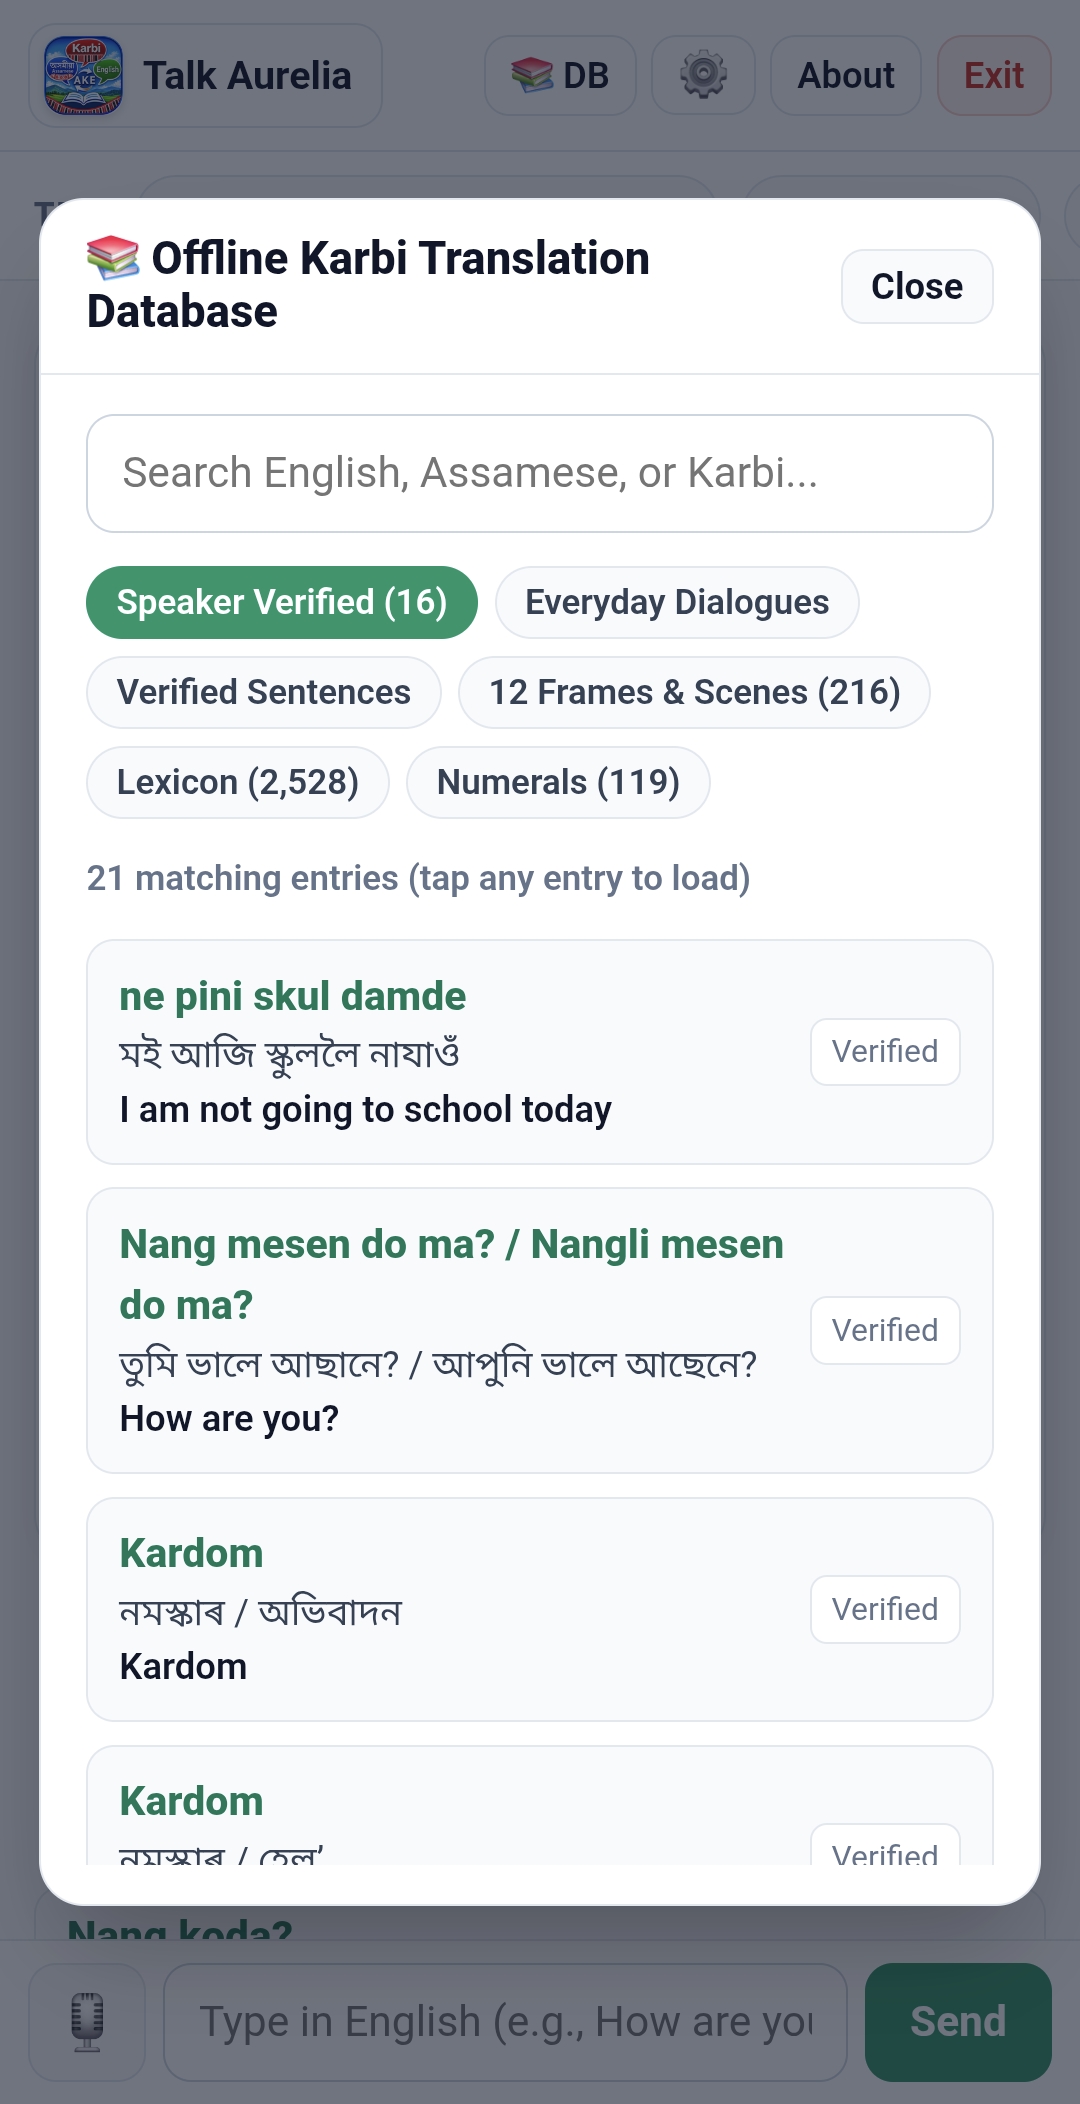 Talk Aurelia
📚 DB
⚙️
About
Exit
📚 Offline Karbi Translation
Database
Close
Search English, Assamese, or Karbi...
Speaker Verified (16)
Everyday Dialogues
Verified Sentences
12 Frames & Scenes (216)
Lexicon (2,528)
Numerals (119)
21 matching entries (tap any entry to load)
ne pini skul damde
মই আজি স্কুললৈ নাযাওঁ
I am not going to school today
Verified
Nang mesen do ma? / Nangli mesen
do ma?
তুমি ভালে আছানে? / আপুনি ভালে আছেনে?
How are you?
Verified
Kardom
নমস্কাৰ / অভিবাদন
Kardom
Verified
Kardom
নমস্কাৰ / হেল’
Verified
Nang koda?
Type in English (e.g., How are you
Send